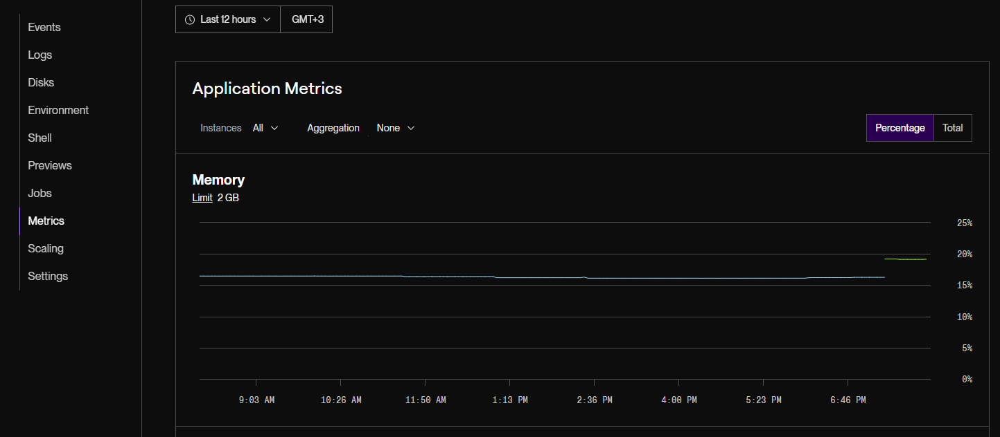 Events
Logs
Disks
Environment
Shell
Previews
Jobs
Metrics
Scaling
Settings
Last 12 hours GMT+3
Application Metrics
Instances All Aggregation None Percentage Total
Memory
Limit 2 GB
25%
20%
15%
10%
5%
0%
9:03 AM 10:26 AM 11:50 AM 1:13 PM 2:36 PM 4:00 PM 5:23 PM 6:46 PM